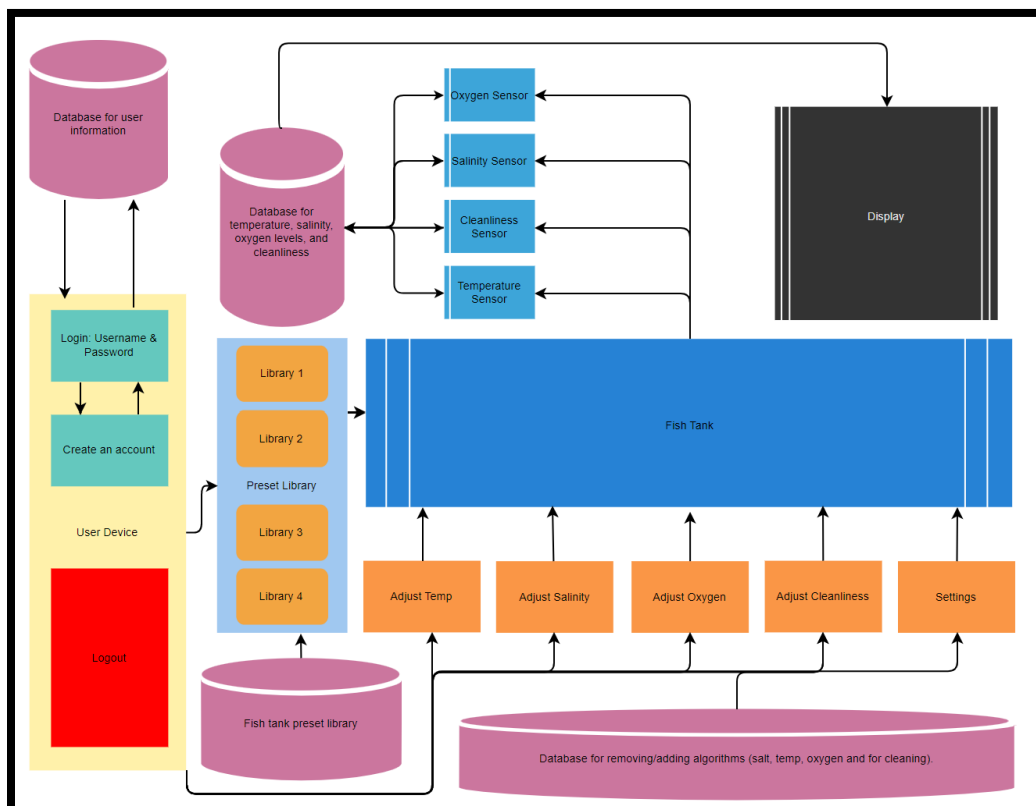 Database for user
information
Oxygen Sensor
Salinity Sensor
Database for
temperature, salinity,
oxygen levels, and
cleanliness
Cleanliness
Sensor
Temperature
Sensor
Display
Login: Username &
Password
Create an account
User Device
Logout
Library 1
Library 2
Preset Library
Library 3
Library 4
Fish Tank
Adjust Temp
Adjust Salinity
Adjust Oxygen
Adjust Cleanliness
Settings
Fish tank preset library
Database for removing/adding algorithms (salt, temp, oxygen and for cleaning).